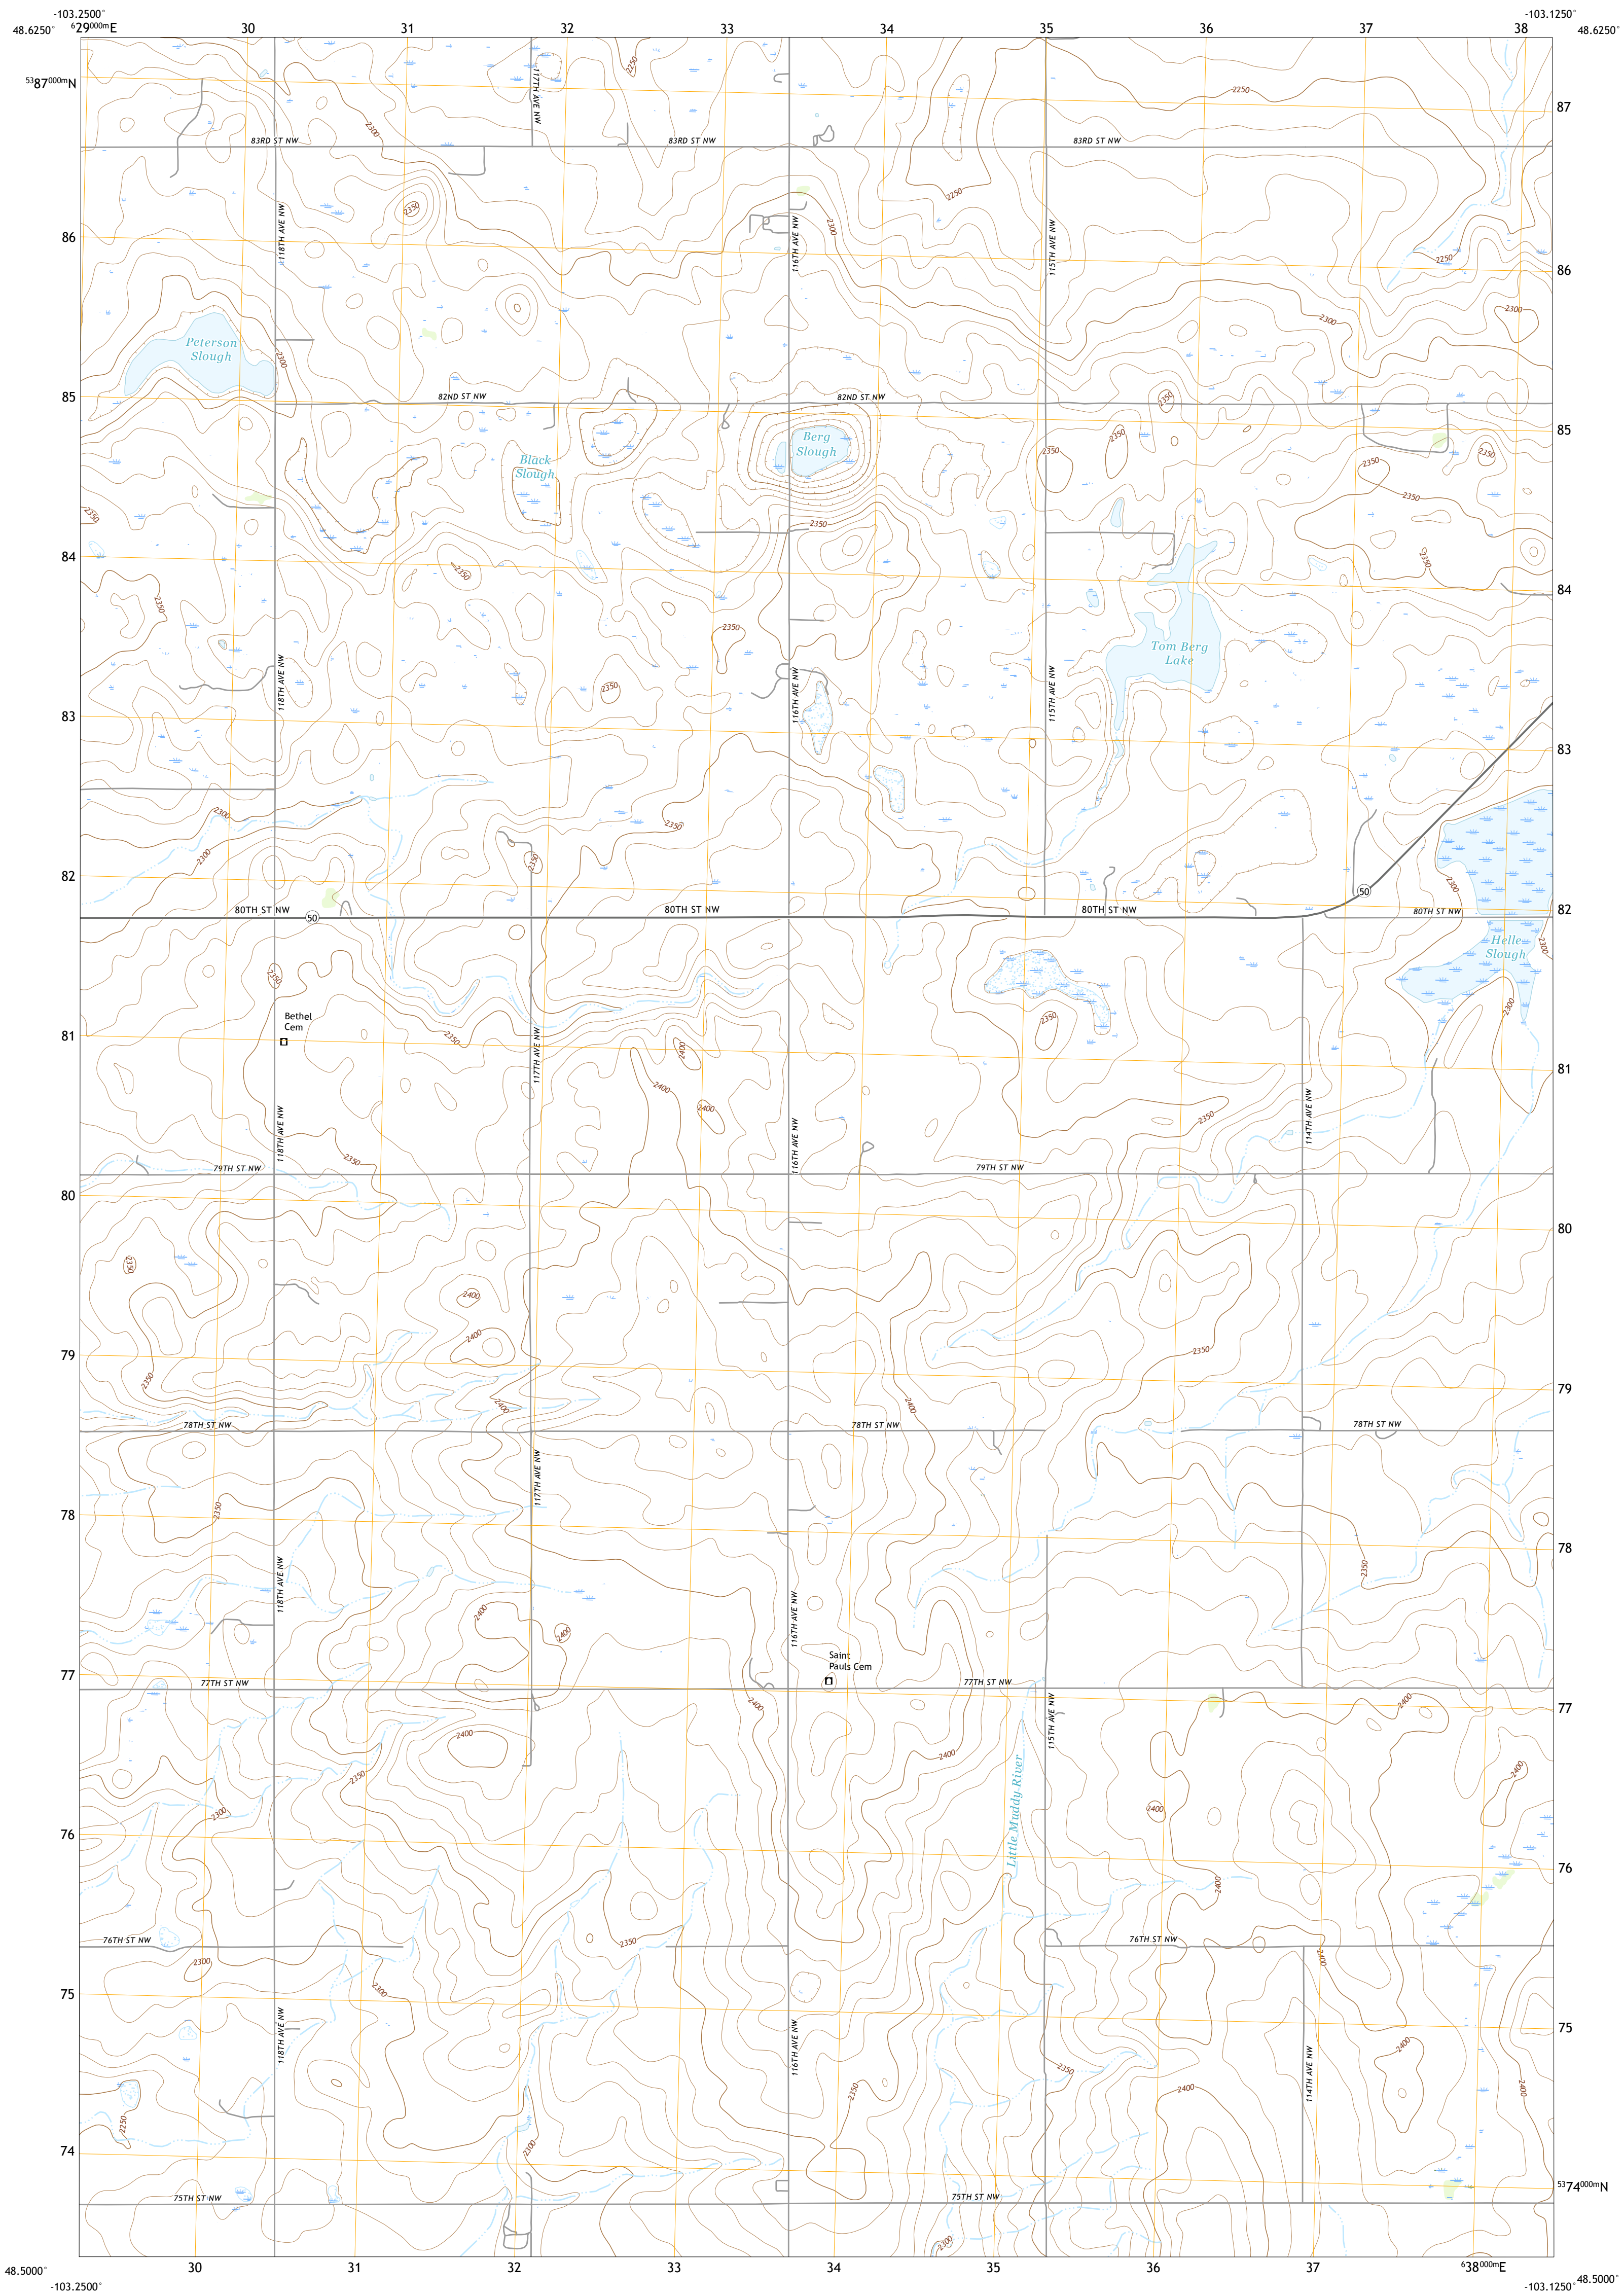 -103.2500°
-103.1250°
48.6250°
⁶29⁰⁰⁰ᵐE
30
31
32
33
34
35
36
37
38
48.6250°
⁵³87⁰⁰⁰ᵐN
117TH AVE NW
2250
2250
87
2300
83RD ST NW
83RD ST NW
83RD ST NW
2250
2350
118TH AVE NW
116TH AVE NW
2300
115TH AVE NW
86
2250
86
2300
2300
Peterson
Slough
2300
85
82ND ST NW
82ND ST NW
2350
85
Berg
Slough
2350
2350
2350
2350
Black
Slough
2350
2350
2350
2350
84
2350
84
2350
2350
Tom Berg
Lake
118TH AVE NW
116TH AVE NW
115TH AVE NW
2350
83
83
2300
2350
2300
2350
82
2300
50
80TH ST NW
50
80TH ST NW
80TH ST NW
80TH ST NW
82
Helle
Slough
2300
2350
2300
Bethel
Cem
2350
81
2350
2400
117TH AVE NW
81
2400
2400
2350
118TH AVE NW
116TH AVE NW
114TH AVE NW
2350
79TH ST NW
79TH ST NW
80
80
2350
2400
2400
79
2350
2350
79
2400
2400
78TH ST NW
78TH ST NW
78TH ST NW
117TH AVE NW
2350
78
78
2350
118TH AVE NW
116TH AVE NW
2400
2400
Saint
Pauls Cem
77
77TH ST NW
77TH ST NW
2400
2400
77
115TH AVE NW
2400
2400
2400
2350
Little Muddy River
2300
2400
76
76
2400
76TH ST NW
2350
76TH ST NW
2400
2300
2300
75
75
118TH AVE NW
116TH AVE NW
2350
2400
114TH AVE NW
2350
2400
2400
2250
2300
74
⁵³74⁰⁰⁰ᵐN
75TH ST NW
75TH ST NW
2300
48.5000°
30
31
32
33
34
35
36
37
⁶38⁰⁰⁰ᵐE
48.5000°
-103.2500°
-103.1250°